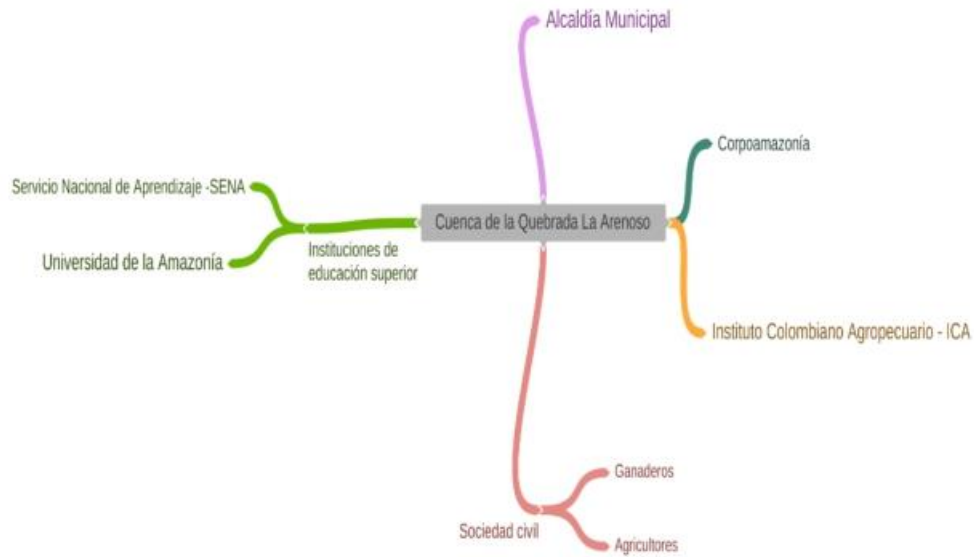 Alcaldía Municipal
Corpoamazonía
Servicio Nacional de Aprendizaje -SENA
Cuenca de la Quebrada La Arenoso
Instituciones de
educación superior
Universidad de la Amazonía
Instituto Colombiano Agropecuario - ICA
Ganaderos
Sociedad civil
Agricultores